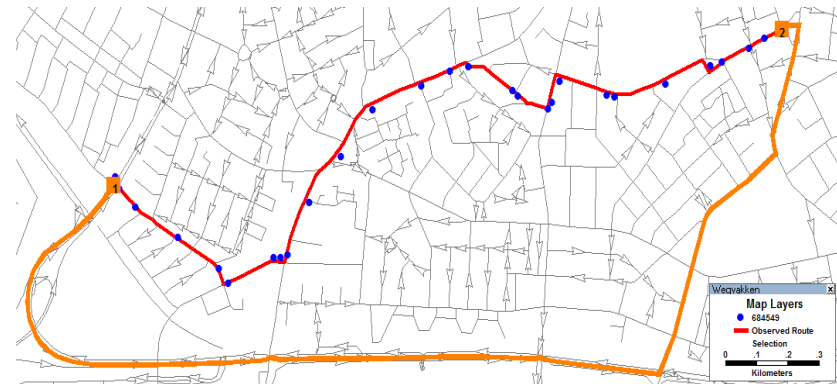 2
1
Wegvakken x
Map Layers
684549
Observed Route
Selection
0 .1 .2 .3
Kilometers